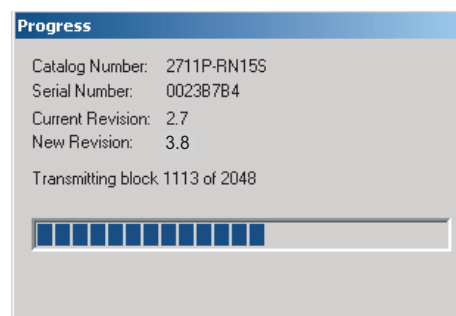 Progress
Catalog Number: 2711P-RN15S
Serial Number: 0023B7B4
Current Revision: 2.7
New Revision: 3.8
Transmitting block 1113 of 2048